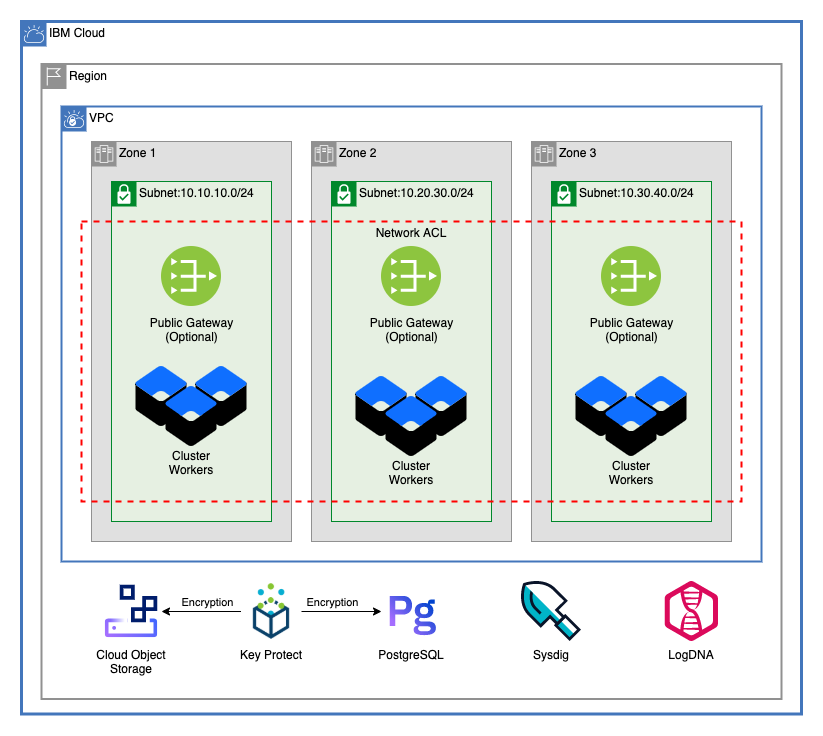 IBM Cloud
Region
VPC
Zone 1
Zone 2
Zone 3
Subnet:10.10.10.0/24
Subnet:10.20.30.0/24
Subnet:10.30.40.0/24
Network ACL
Public Gateway
(Optional)
Public Gateway
(Optional)
Public Gateway
(Optional)
Cluster
Workers
Cluster
Workers
Cluster
Workers
Encryption
Encryption
Pg
Cloud Object
Storage
Key Protect
PostgreSQL
Sysdig
LogDNA